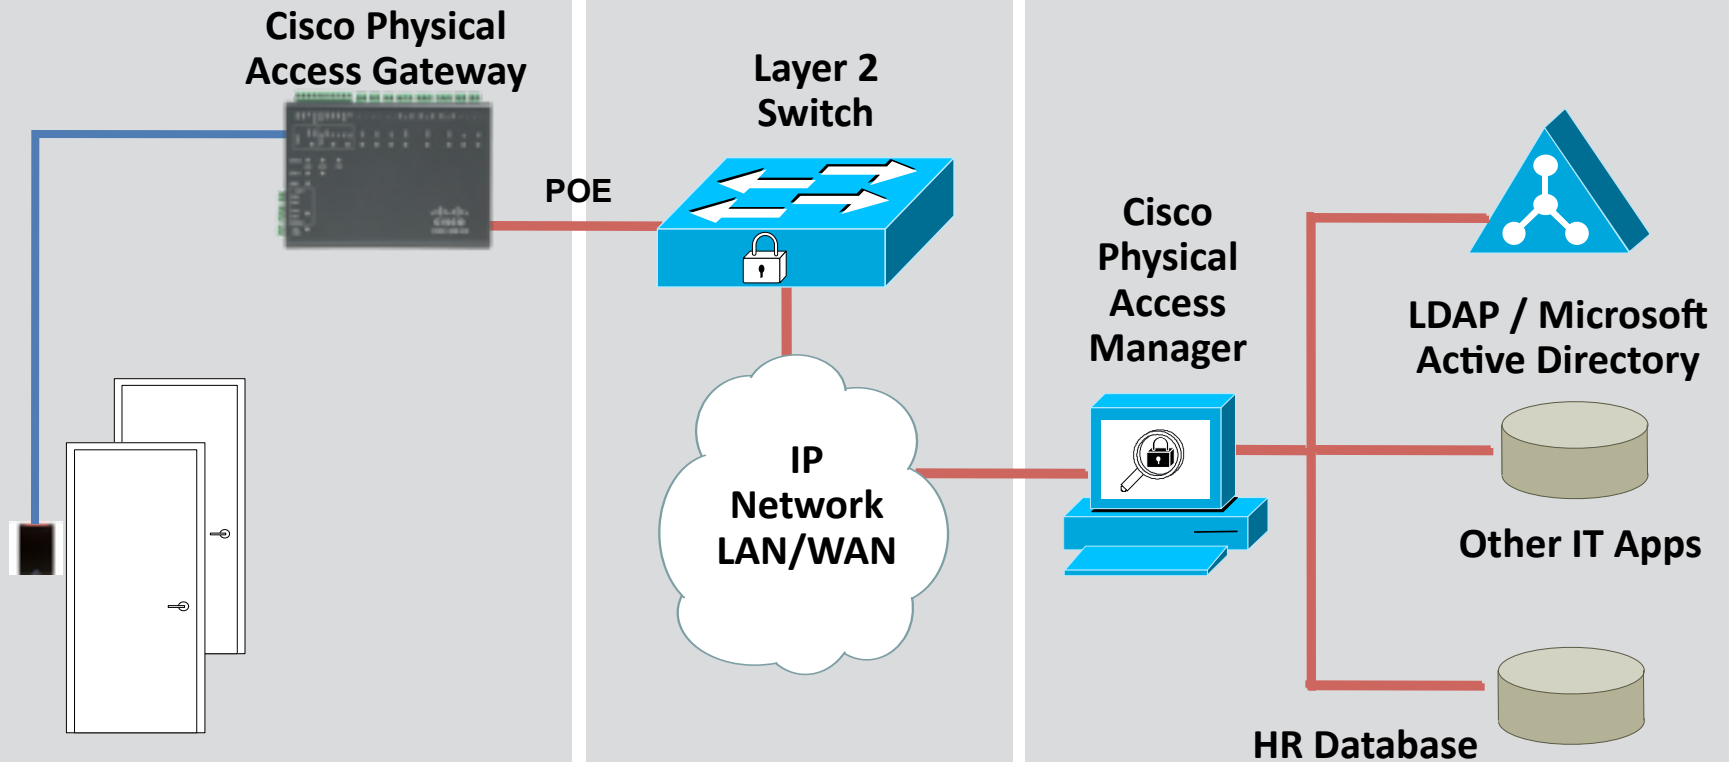 Cisco Physical
Access Gateway
POE
CISCO
Layer 2
Switch
IP
Network
LAN/WAN
Cisco
Physical
Access
Manager
LDAP / Microsoft
Active Directory
Other IT Apps
HR Database